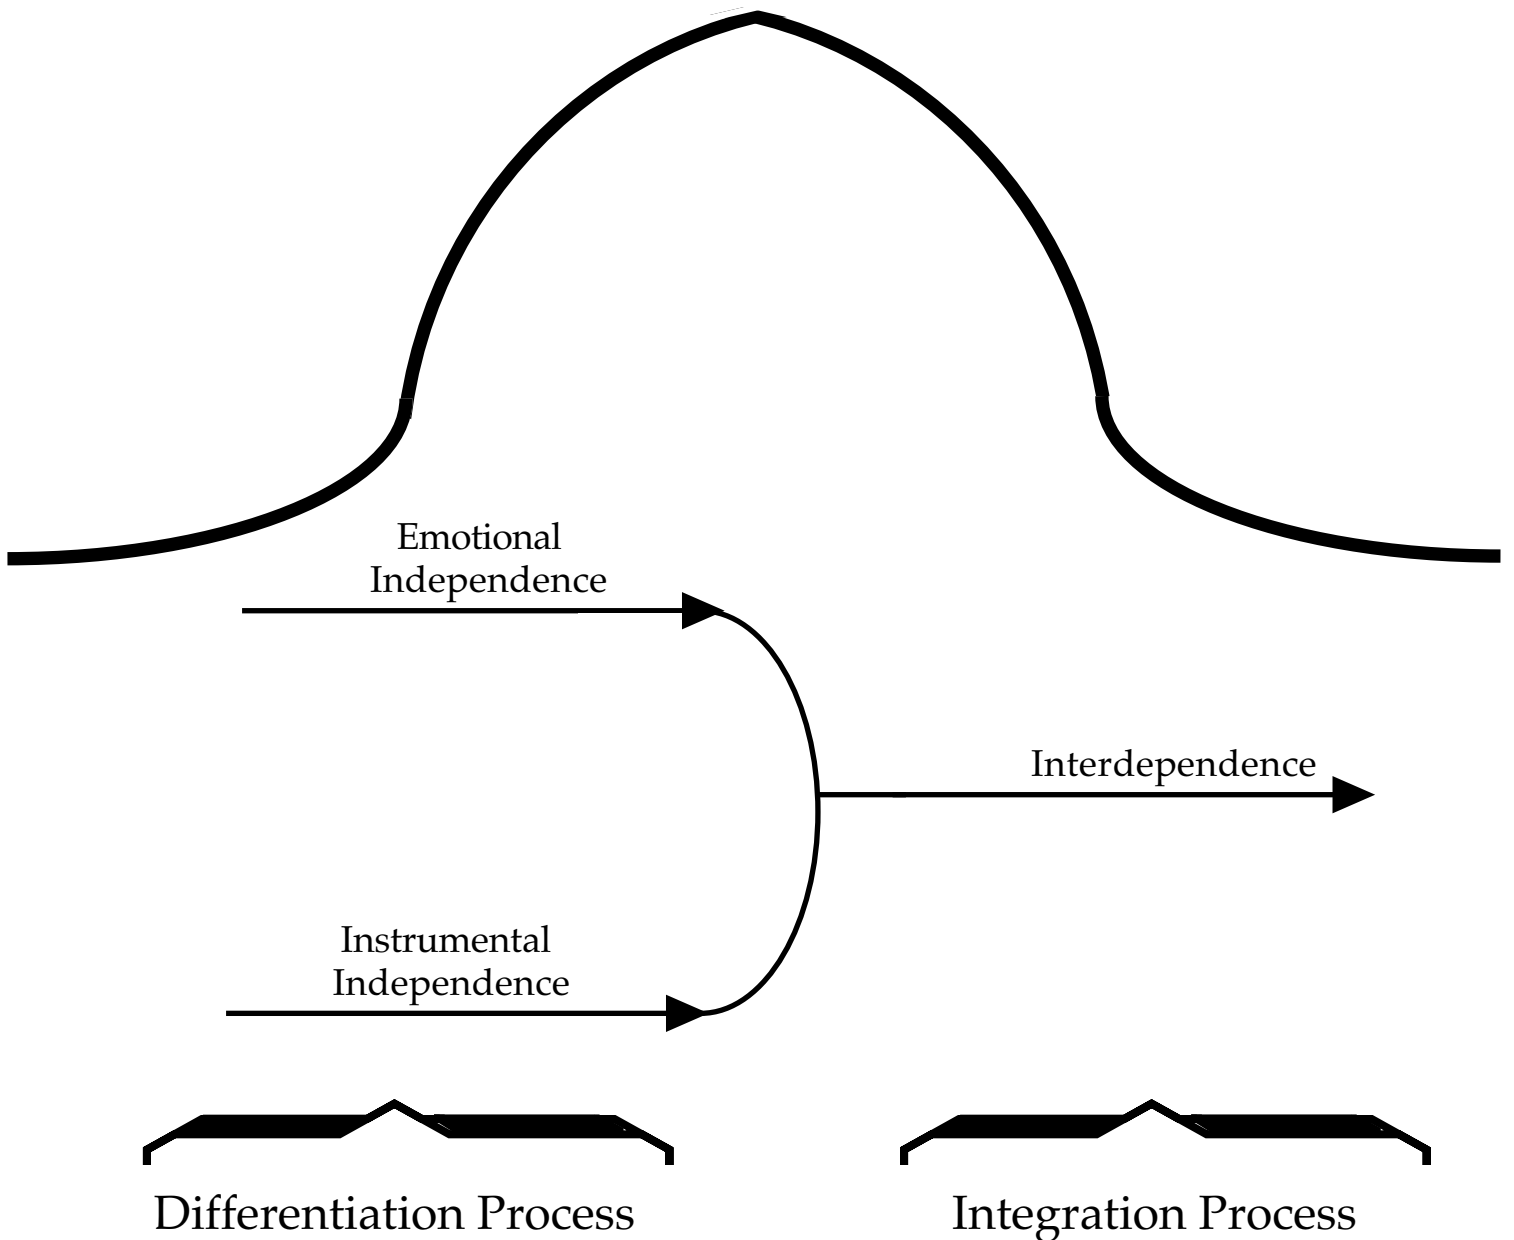 Emotional
Independence
Interdependence
Instrumental
Independence
Differentiation Process
Integration Process